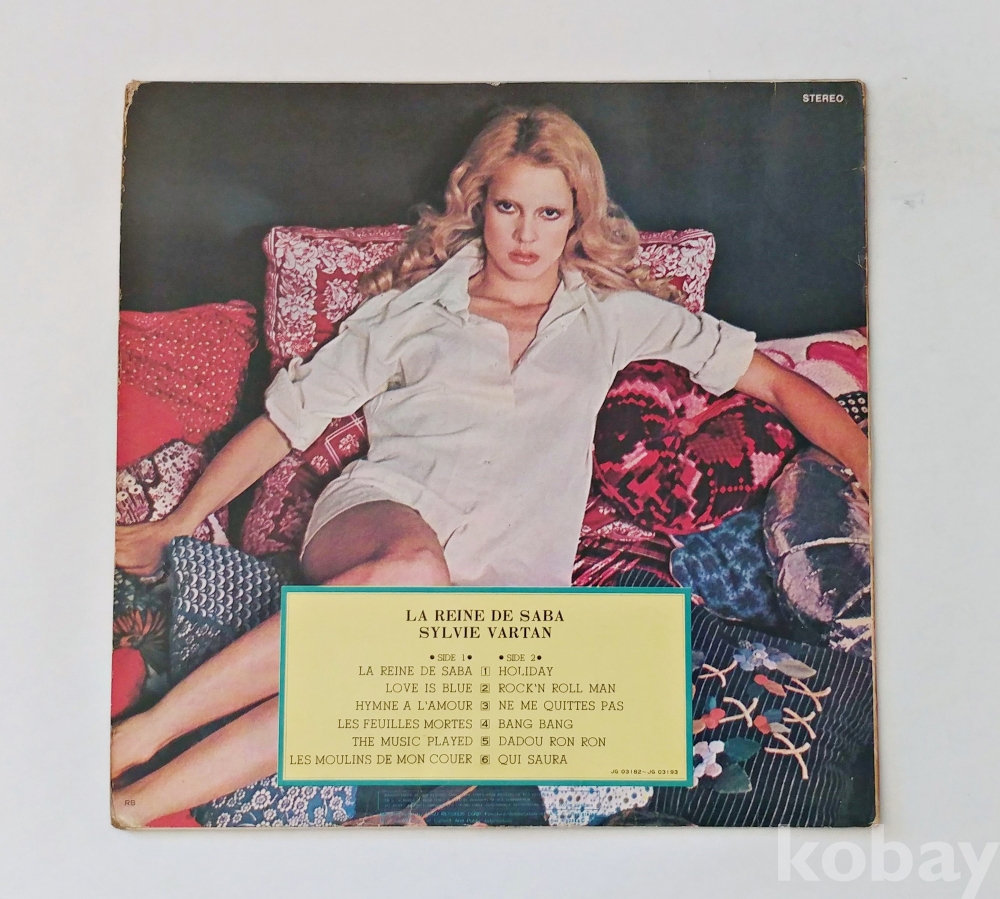 STEREO
LA REINE DE SABA
SYLVIE VARTAN
•SIDE 1• •SIDE 2•
LA REINE DE SABA 1 HOLIDAY
LOVE IS BLUE 2 ROCK'N ROLL MAN
HYMNE A L'AMOUR 3 NE ME QUITTES PAS
LES FEUILLES MORTES 4 BANG BANG
THE MUSIC PLAYED 5 DADOU RON RON
LES MOULINS DE MON COUER 6 QUI SAURA
JG 03182-JG 03193
RB
kobay